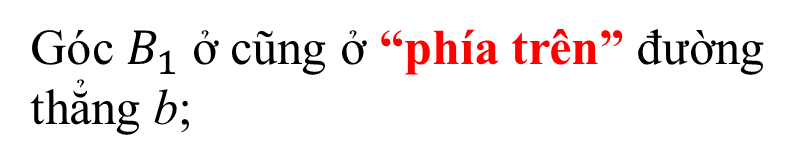 Góc B₁ ở cũng ở “phía trên” đường
thẳng b;